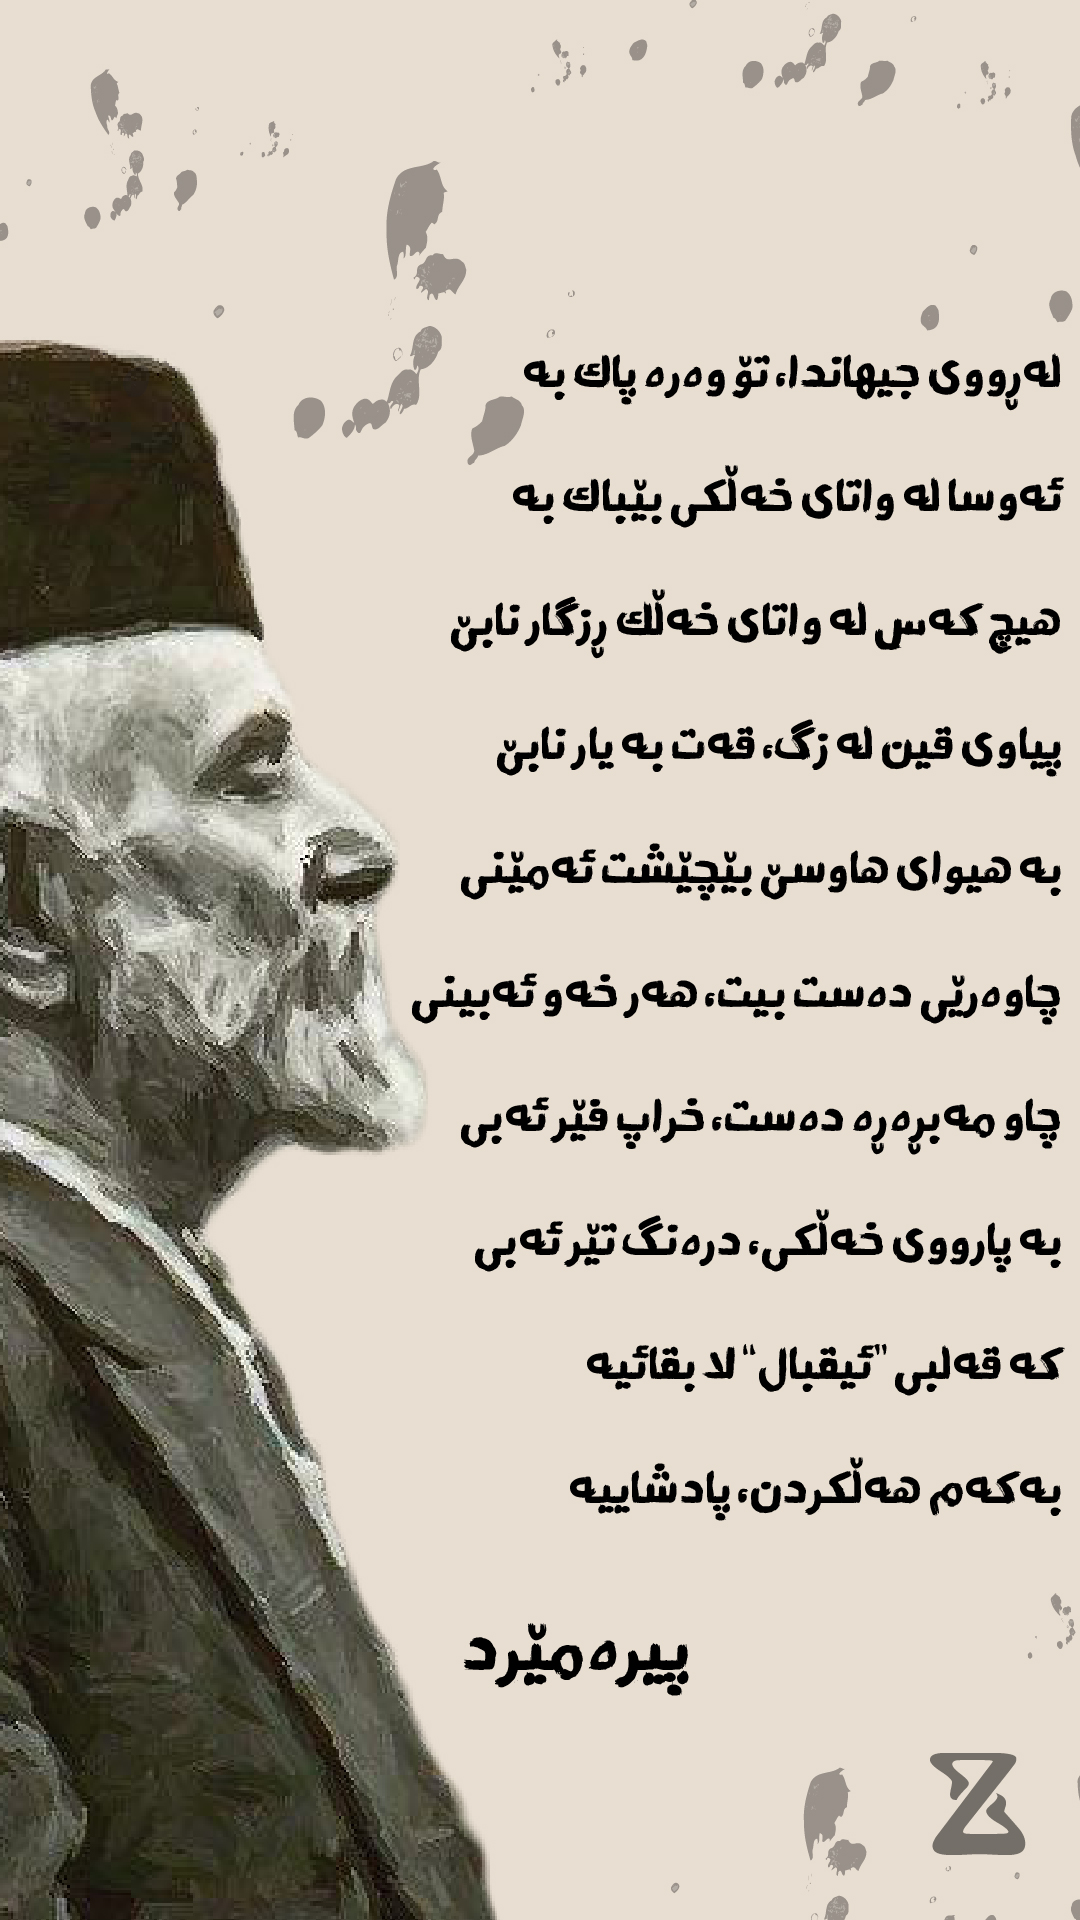 لەڕووی جیهاندا، تۆ وەرە پاك بە
ئەوسا لە واتای خەڵکی بێباك بە
هیچ کەس لە واتای خەڵك ڕزگار نابێ
پیاوی قین لە زگ، قەت بە یار نابێ
بە هیوای هاوسێ بێچێشت ئەمێنی
چاوەرێی دەست بیت، هەر خەو ئەبینی
چاو مەبڕەڕە دەست، خراپ فێر ئەبی
بە پارووی خەڵکی، درەنگ تێر ئەبی
کە قەلبی "ئیقبال" لا بقائیە
بەکەم هەڵکردن، پادشاییە
پیرەمێرد